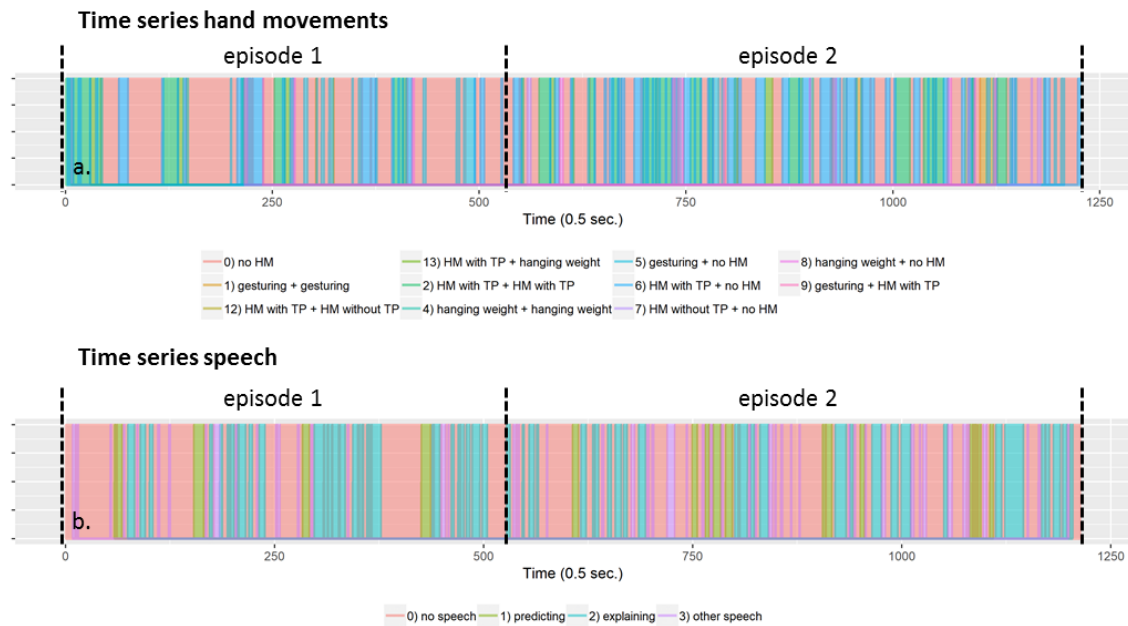 Time series hand movements
episode 1 episode 2
a.
0 250 500 750 1000 1250
Time (0.5 sec.)
0) no HM 13) HM with TP + hanging weight 5) gesturing + no HM 8) hanging weight + no HM
1) gesturing + gesturing 2) HM with TP + HM with TP 6) HM with TP + no HM 9) gesturing + HM with TP
12) HM with TP + HM without TP 4) hanging weight + hanging weight 7) HM without TP + no HM
Time series speech
episode 1 episode 2
b.
0 250 500 750 1000 1250
Time (0.5 sec.)
0) no speech 1) predicting 2) explaining 3) other speech